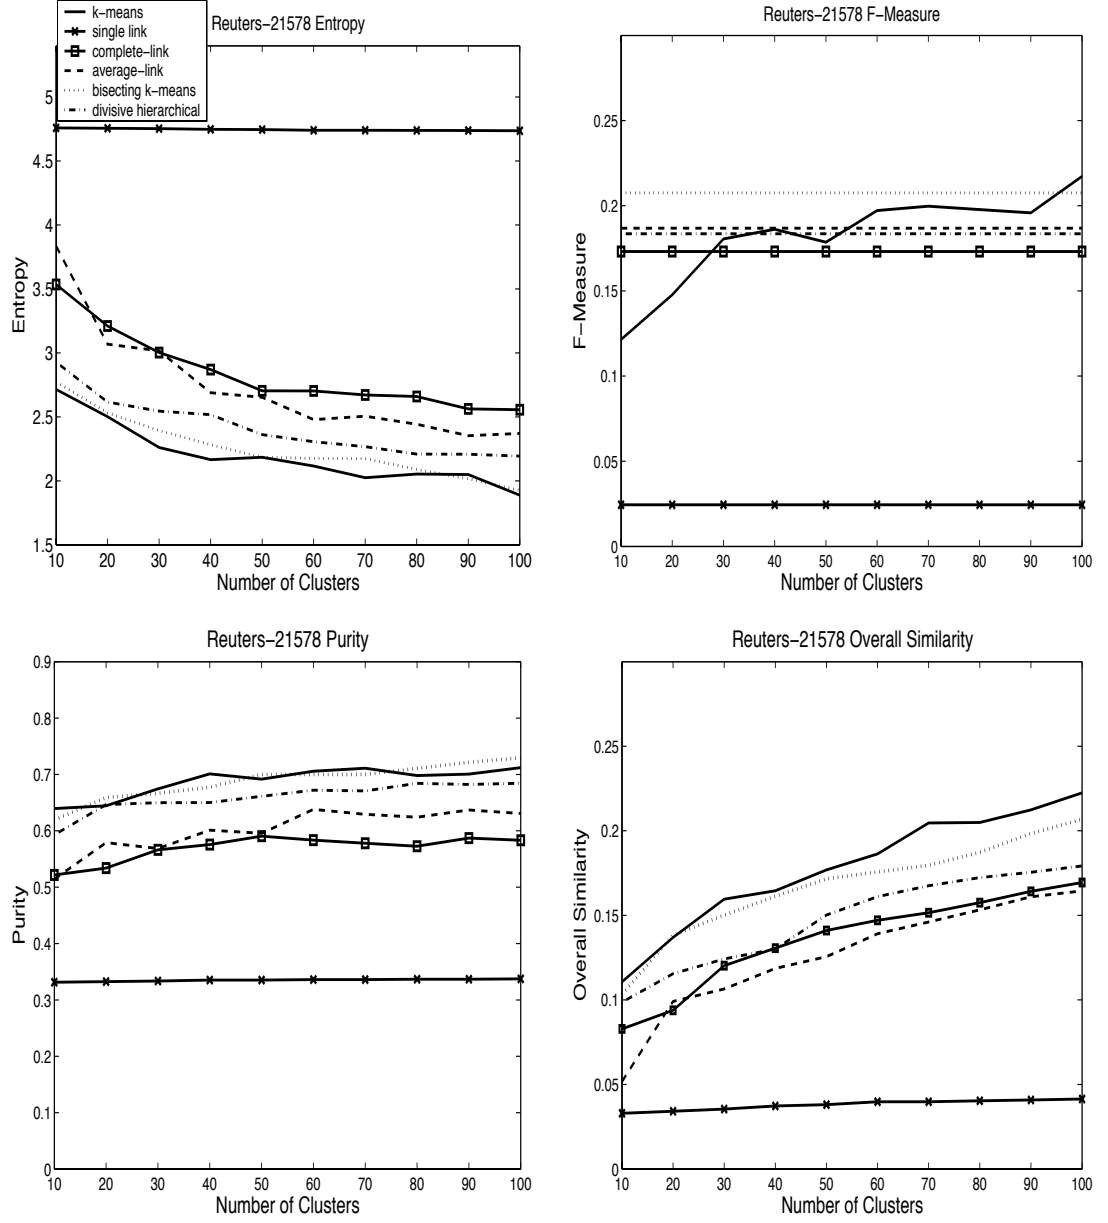 Reuters−21578 Entropy
k−means
single link
complete−link
average−link
bisecting k−means
divisive hierarchical
5
4.5
4
3.5
3
2.5
2
1.5
Entropy
10 20 30 40 50 60 70 80 90 100
Number of Clusters
Reuters−21578 F−Measure
0.25
0.2
0.15
0.1
0.05
0
F−Measure
10 20 30 40 50 60 70 80 90 100
Number of Clusters
Reuters−21578 Purity
0.9
0.8
0.7
0.6
0.5
0.4
0.3
0.2
0.1
0
Purity
10 20 30 40 50 60 70 80 90 100
Number of Clusters
Reuters−21578 Overall Similarity
0.25
0.2
0.15
0.1
0.05
0
Overall Similarity
10 20 30 40 50 60 70 80 90 100
Number of Clusters